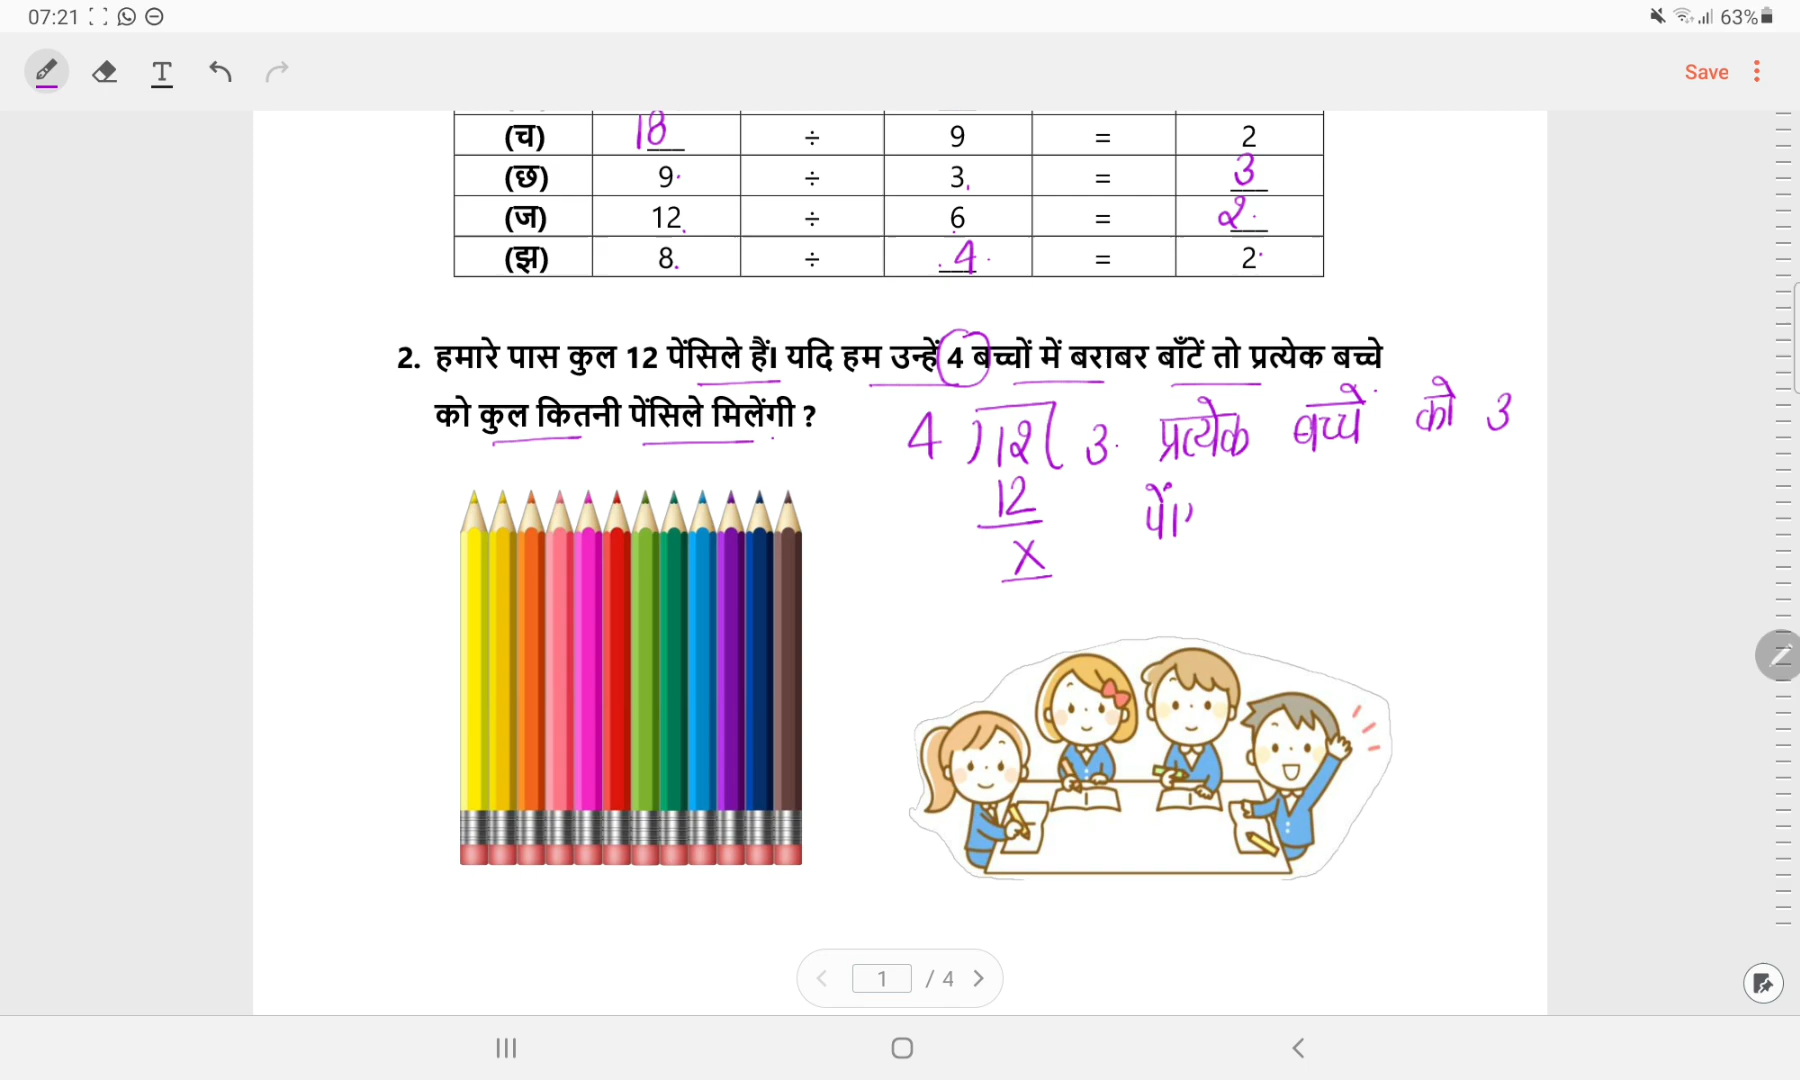 07:21 63%
Save
(च) 18 ÷ 9 = 2
(छ) 9 ÷ 3 = 3
(ज) 12 ÷ 6 = 2
(झ) 8 ÷ 4 = 2
2. हमारे पास कुल 12 पेंसिले हैं। यदि हम उन्हें 4 बच्चों में बराबर बाँटें तो प्रत्येक बच्चे
को कुल कितनी पेंसिले मिलेंगी ?
4 ) 12 ( 3 प्रत्येक बच्चे को 3
12
x
1 / 4